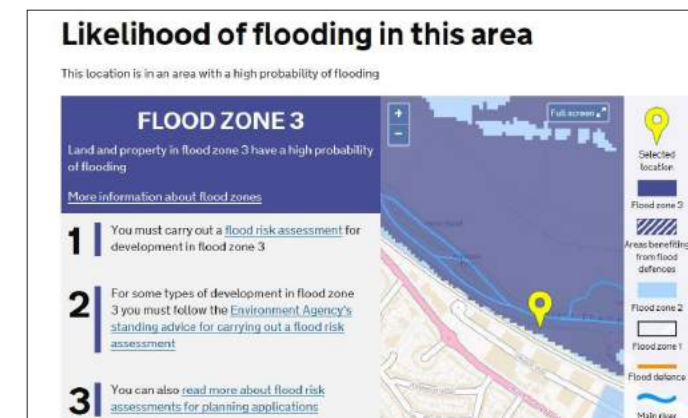 Likelihood of flooding in this area
This location is in an area with a high probability of flooding
FLOOD ZONE 3
Land and property in flood zone 3 have a high probability
of flooding
More information about flood zones
1
You must carry out a flood risk assessment for
development in flood zone 3
2
For some types of development in flood zone
3 you must follow the Environment Agency's
standing advice for carrying out a flood risk
assessment
3
You can also read more about flood risk
assessments for planning applications
+
−
Full screen
Selected
location
Flood zone 3
Areas benefiting
from flood
defences
Flood zone 2
Flood zone 1
Flood defence
Main river